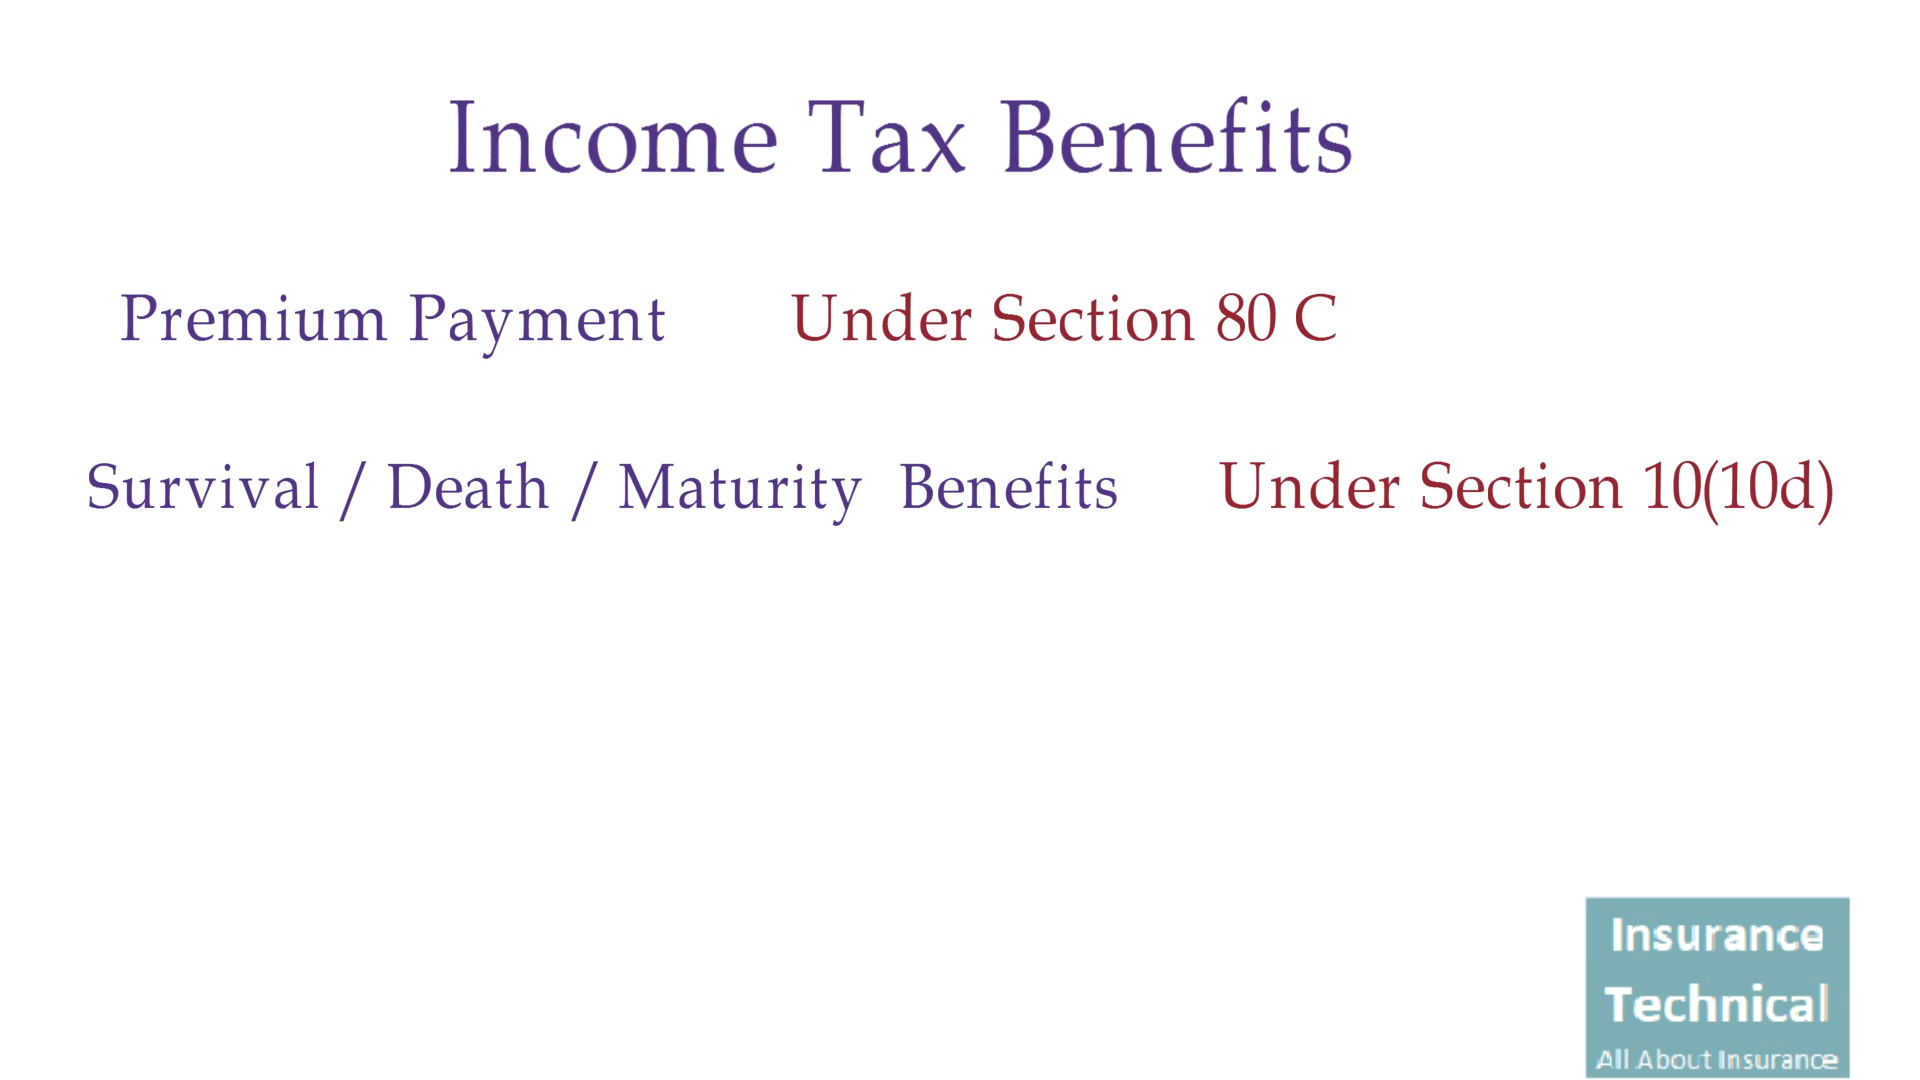 Income Tax Benefits
Premium Payment Under Section 80 C
Survival / Death / Maturity Benefits Under Section 10(10d)
Insurance
Technical
All About Insurance